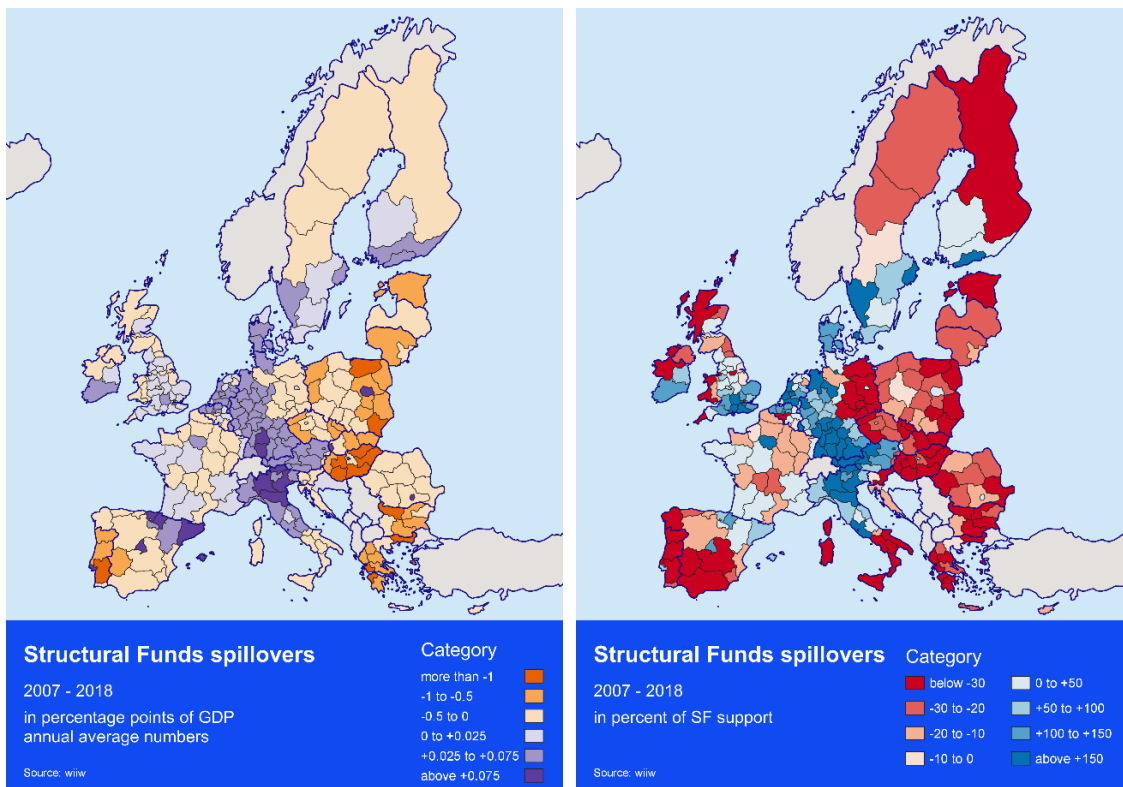 Structural Funds spillovers
2007 - 2018
in percentage points of GDP
annual average numbers
Source: wiiw
Category
more than -1
-1 to -0.5
-0.5 to 0
0 to +0.025
+0.025 to +0.075
above +0.075
Structural Funds spillovers
2007 - 2018
in percent of SF support
Source: wiiw
Category
below -30
-30 to -20
-20 to -10
-10 to 0
0 to +50
+50 to +100
+100 to +150
above +150